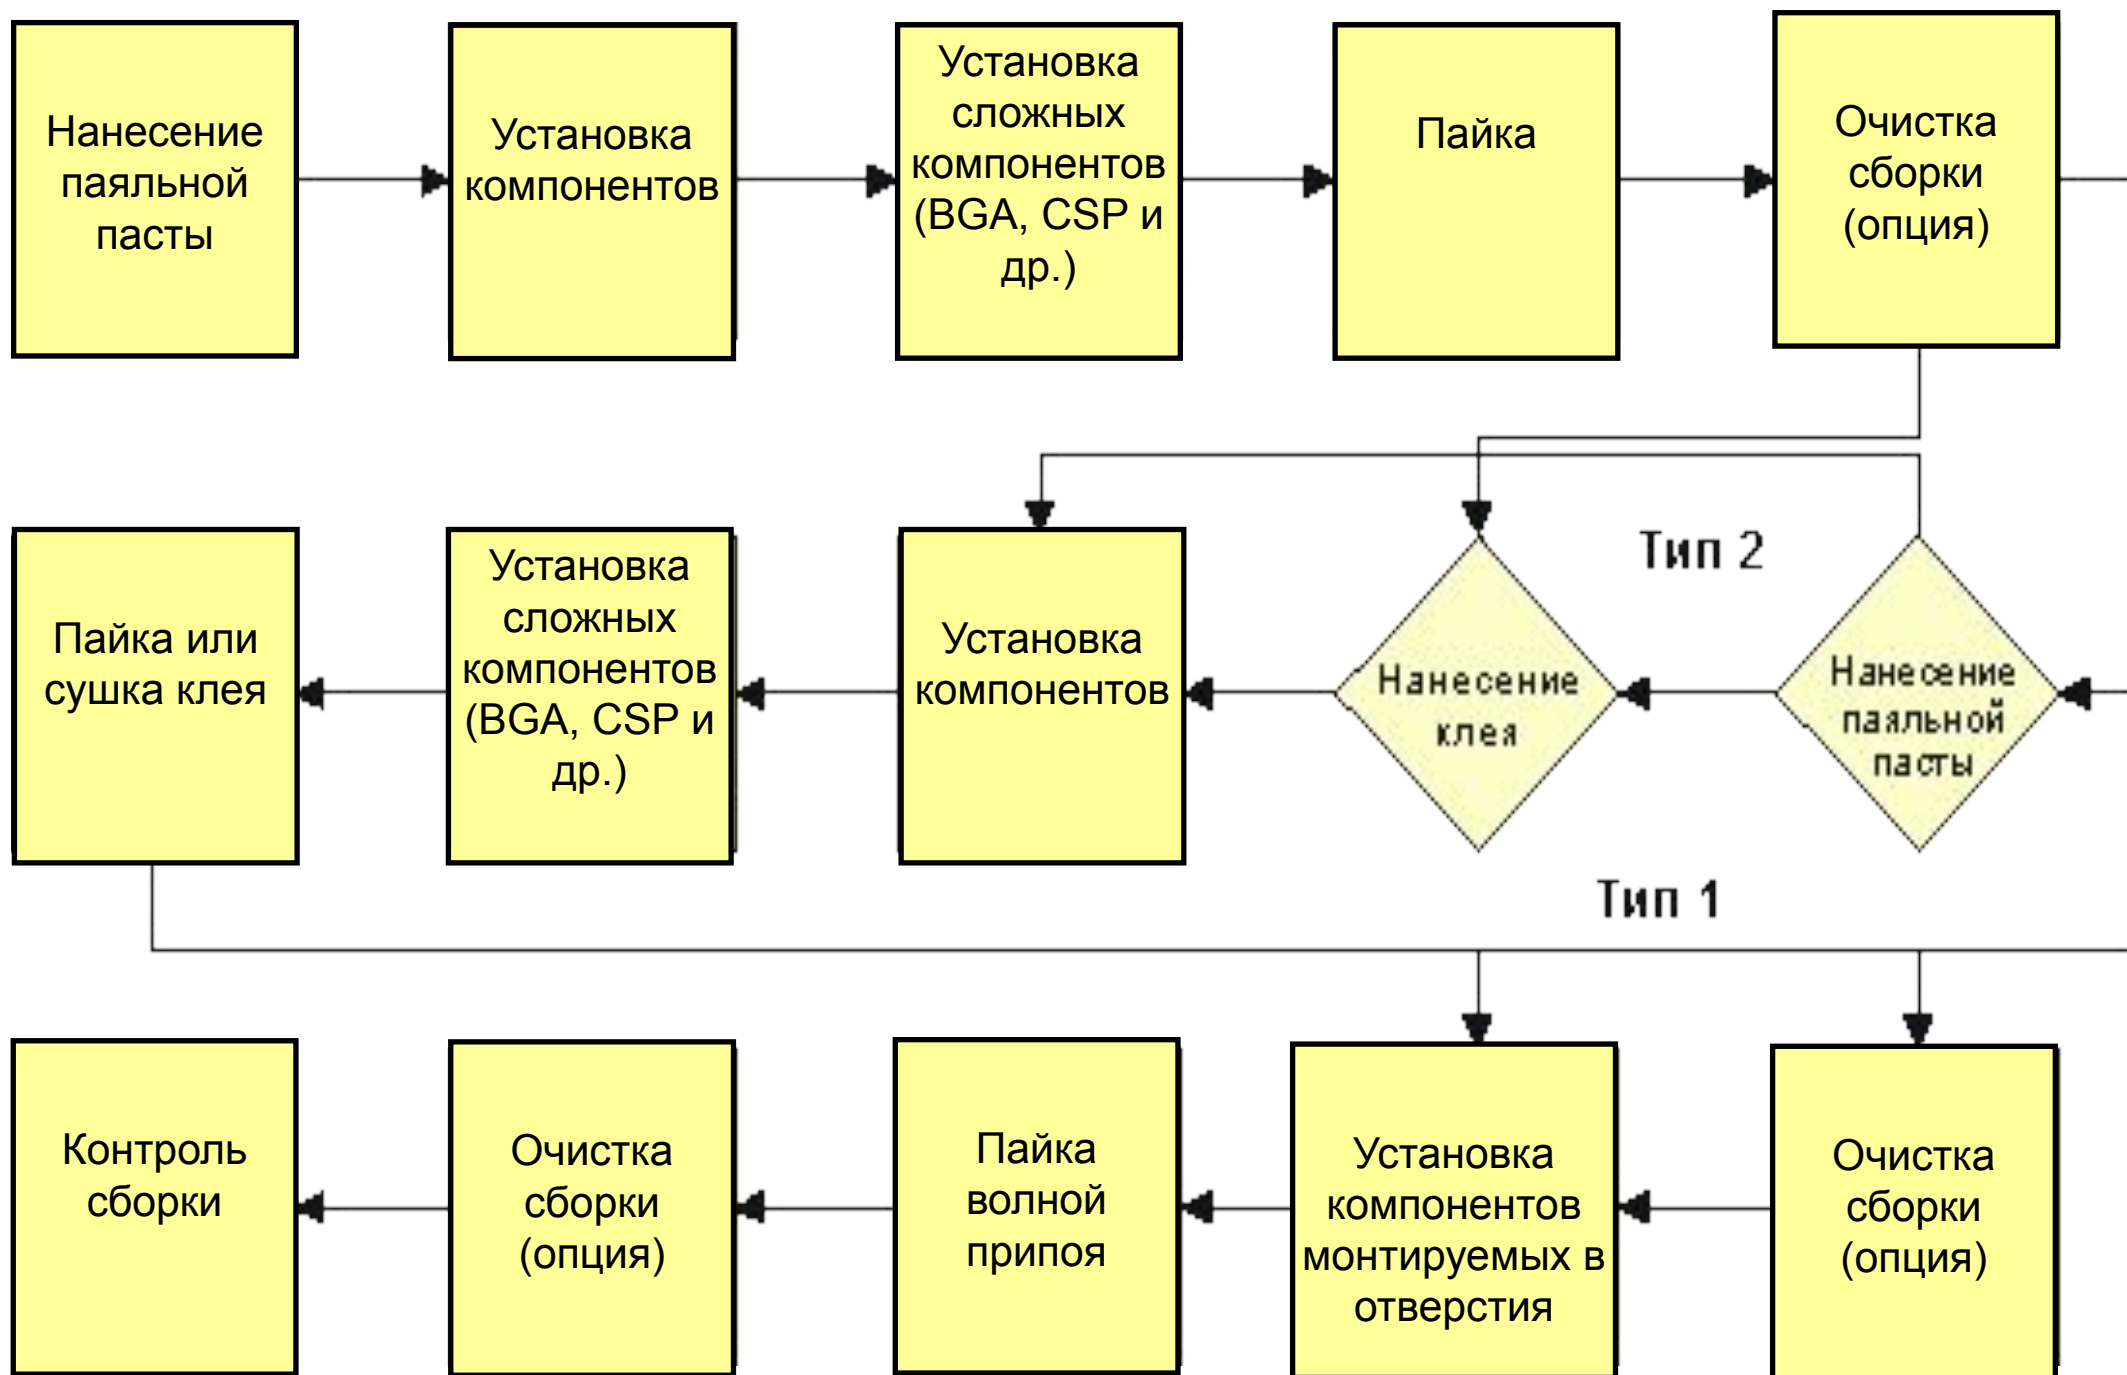 Нанесение
паяльной
пасты
Установка
компонентов
Установка
сложных
компонентов
(BGA, CSP и
др.)
Пайка
Очистка
сборки
(опция)
Пайка или
сушка клея
Установка
сложных
компонентов
(BGA, CSP и
др.)
Установка
компонентов
Нанесение
клея
Тип 2
Нанесение
паяльной
пасты
Тип 1
Контроль
сборки
Очистка
сборки
(опция)
Пайка
волной
припоя
Установка
компонентов
монтируемых в
отверстия
Очистка
сборки
(опция)